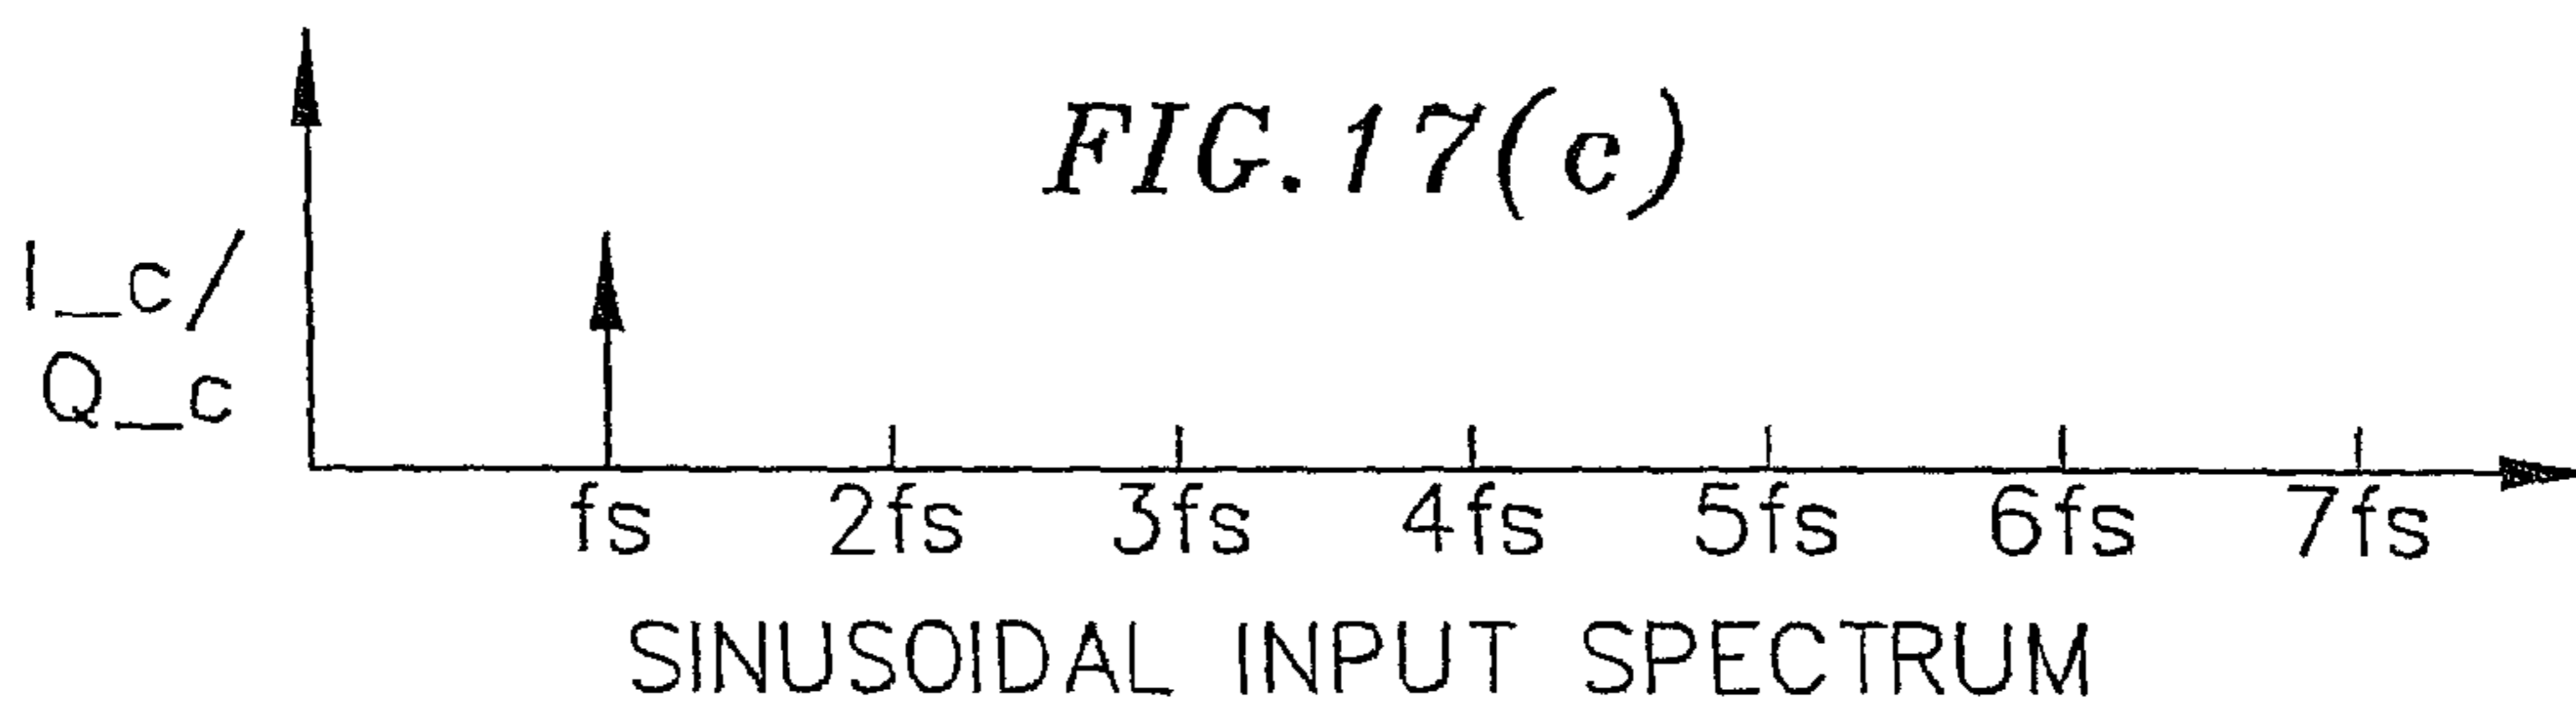 FIG. 17(c)
I_c/
Q_c
fs 2fs 3fs 4fs 5fs 6fs 7fs
SINUSOIDAL INPUT SPECTRUM